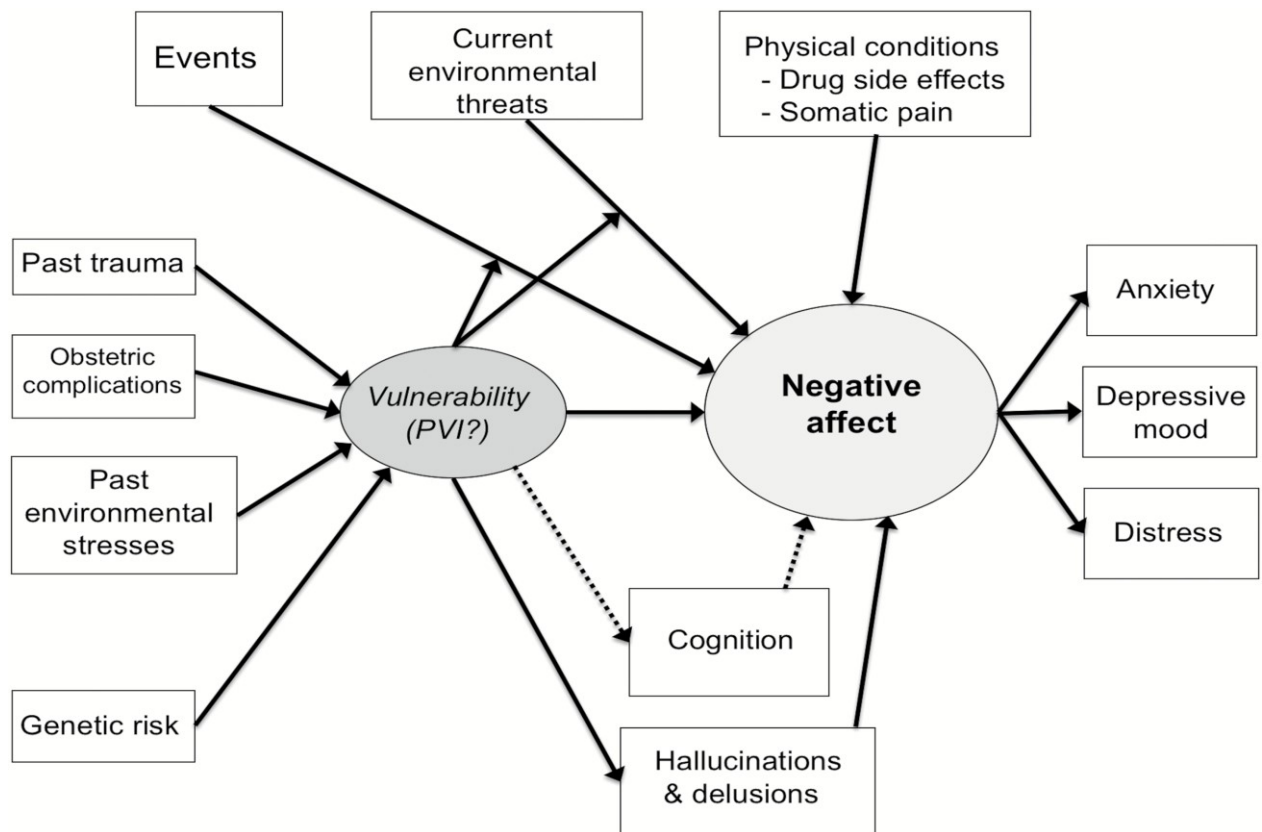 Events
Current
environmental
threats
Physical conditions
- Drug side effects
- Somatic pain
Past trauma
Obstetric
complications
Past
environmental
stresses
Genetic risk
Vulnerability
(PVI?)
Negative
affect
Cognition
Hallucinations
& delusions
Anxiety
Depressive
mood
Distress